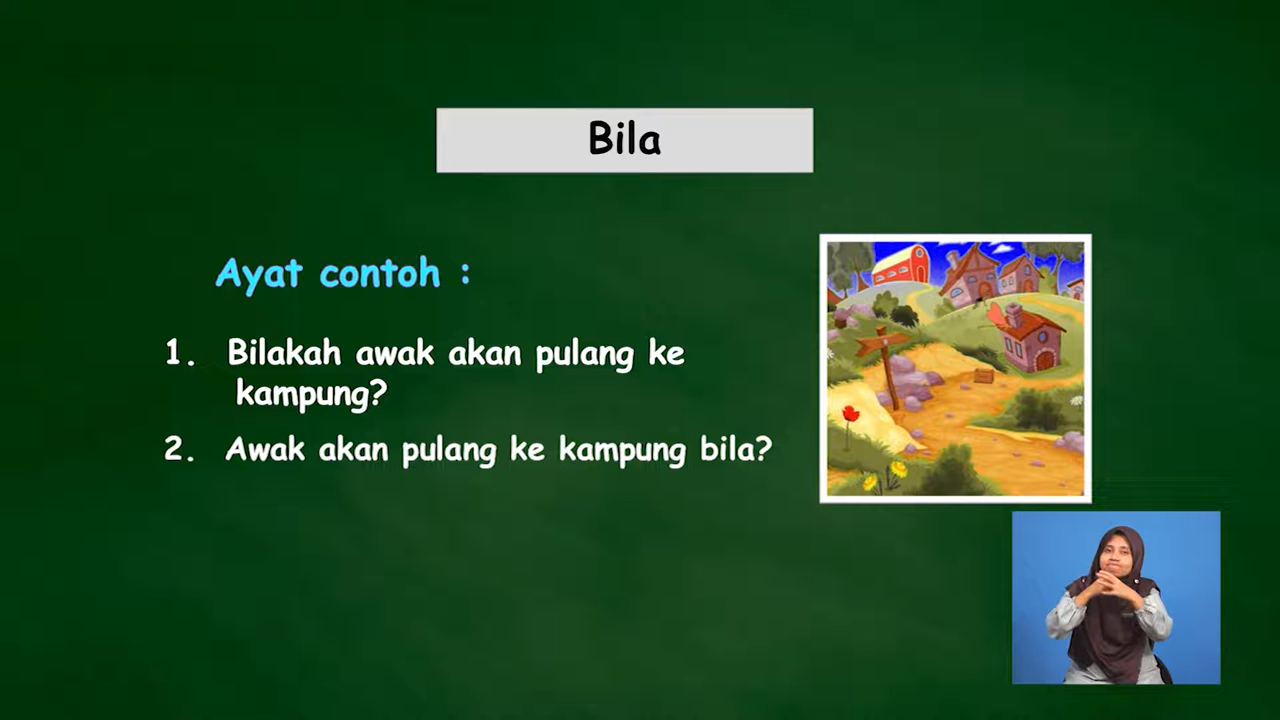 Bila
Ayat contoh :
1. Bilakah awak akan pulang ke
kampung?
2. Awak akan pulang ke kampung bila?